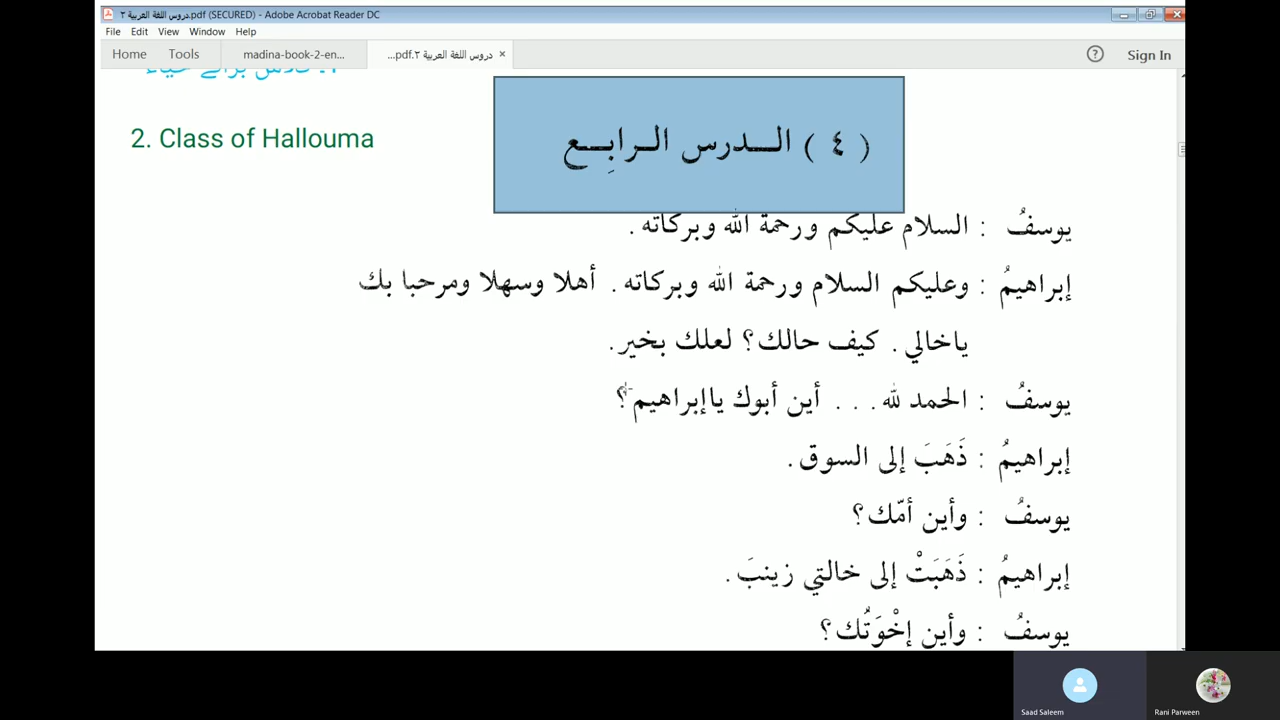 دروس اللغة العربية ٢.pdf (SECURED) - Adobe Acrobat Reader DC
File Edit View Window Help
Home Tools madina-book-2-en... دروس اللغة العربية ٢.pdf... × ? Sign In
2. Class of Hallouma
( ٤ ) الـــدرس الـرابِـــع
يوسفُ : السلام عليكم ورحمة الله وبركاته .
إبراهيمُ : وعليكم السلام ورحمة الله وبركاته . أهلا وسهلا ومرحبا بك
ياخالي . كيف حالك؟ لعلك بخير .
يوسفُ : الحمد لله . . . أين أبوك ياإبراهيم؟
إبراهيمُ : ذَهَبَ إلى السوق .
يوسفُ : وأين أمّك؟
إبراهيمُ : ذَهَبَتْ إلى خالتي زينبَ .
يوسفُ : وأين إخْوَتُك؟
Saad Saleem
Rani Parween